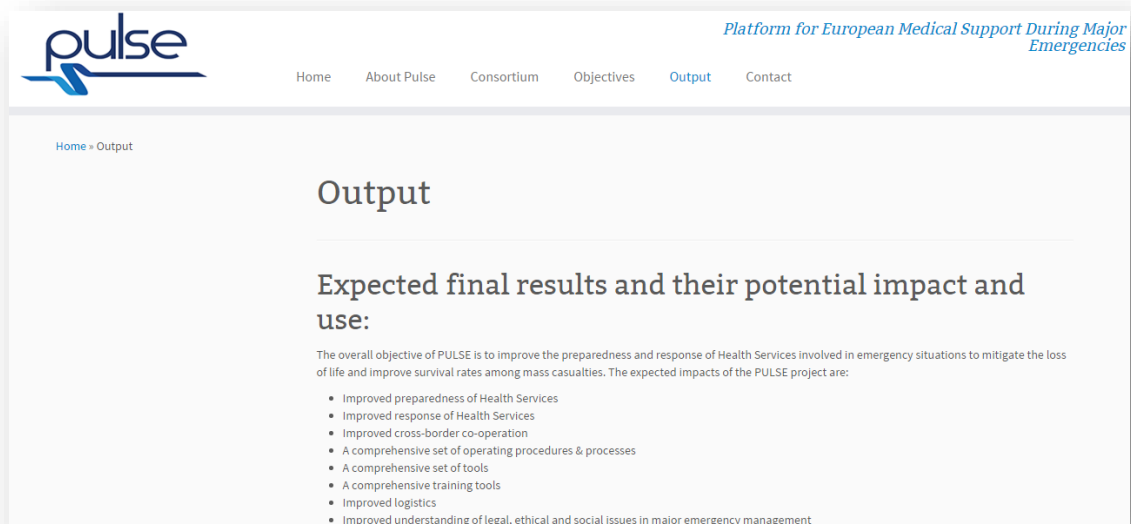 pulse
Platform for European Medical Support During Major
Emergencies
Home About Pulse Consortium Objectives Output Contact
Home » Output
Output
Expected final results and their potential impact and
use:
The overall objective of PULSE is to improve the preparedness and response of Health Services involved in emergency situations to mitigate the loss
of life and improve survival rates among mass casualties. The expected impacts of the PULSE project are:
• Improved preparedness of Health Services
• Improved response of Health Services
• Improved cross-border co-operation
• A comprehensive set of operating procedures & processes
• A comprehensive set of tools
• A comprehensive training tools
• Improved logistics
• Improved understanding of legal, ethical and social issues in major emergency management